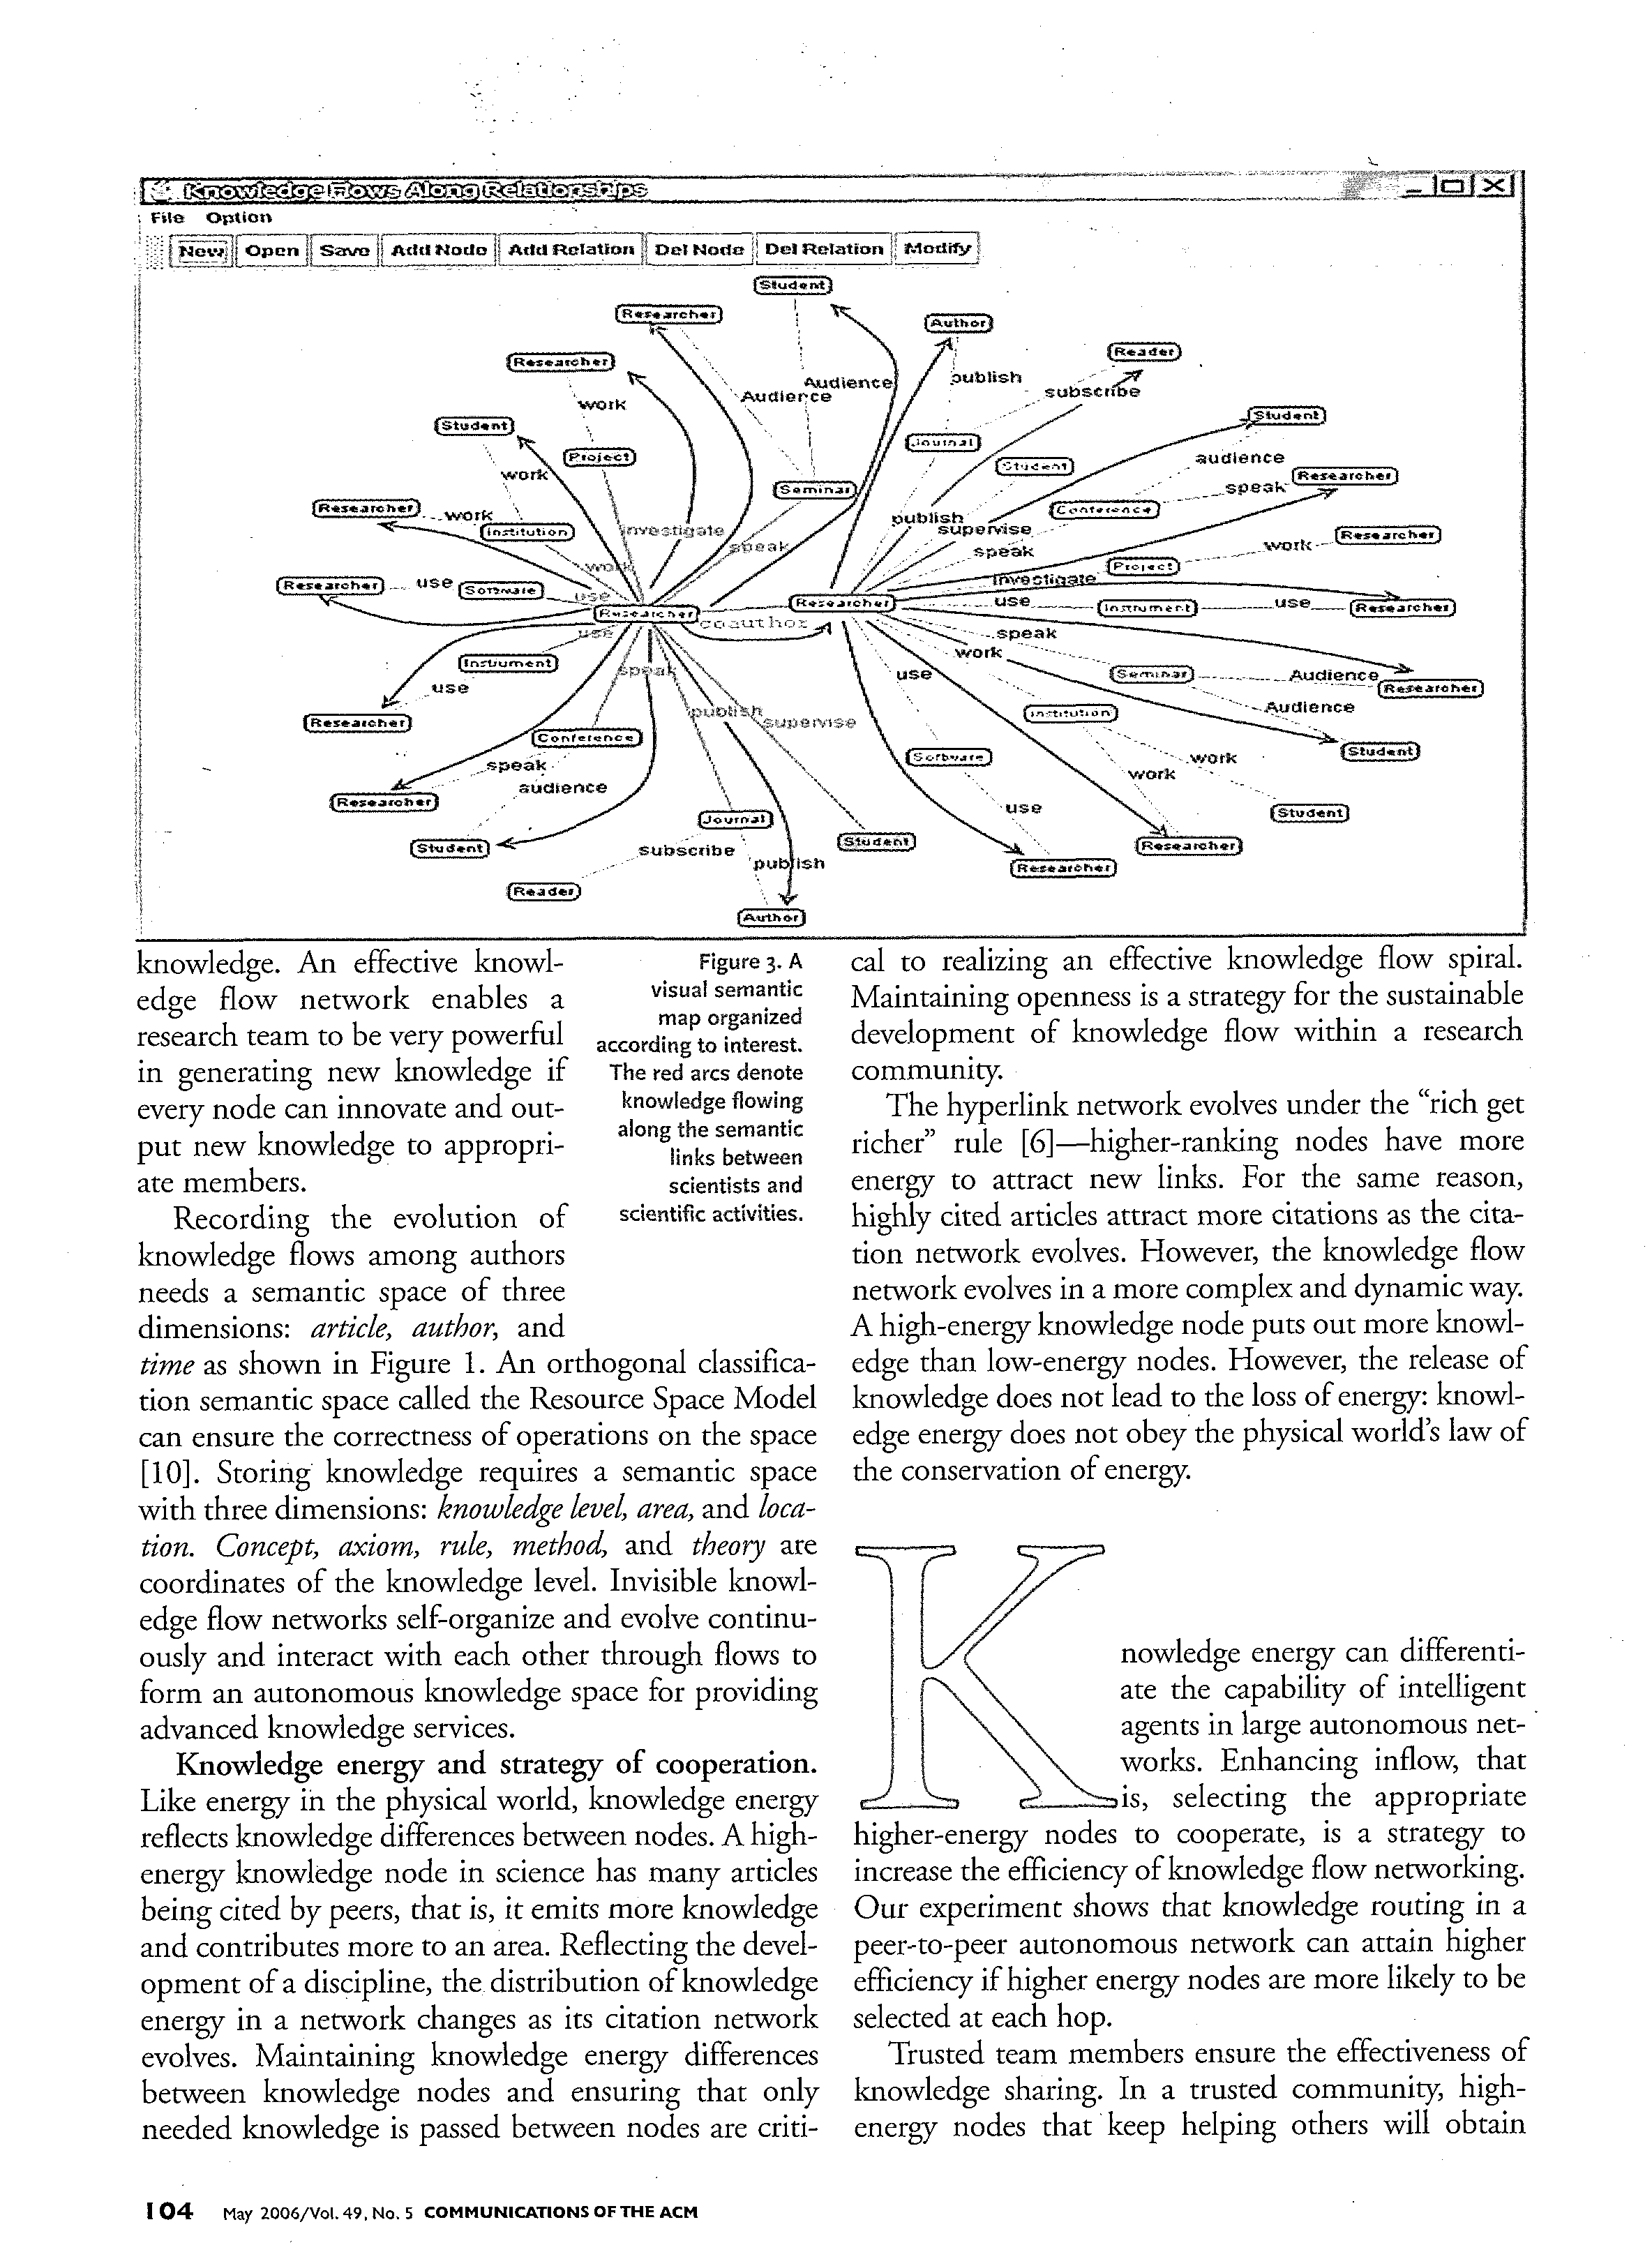 Knowledge Flows Along Relationships
File Option
New Open Save Add Node Add Relation Del Node Del Relation Modify
Student
Researcher
Author
Researcher
Reader
Audience
publish
Audience
subscribe
work
Student
Student
Journal
Project
audience
Student
work
Researcher
Seminar
speak
Researcher
Conference
work
publish
Institution
investigate
supervise
Researcher
work
speak
speak
Project
work
investigate
Researcher
use
Software
use
use
Instrument
use
Researcher
Researcher
Researcher
coauthor
use
speak
work
Instrument
speak
use
Seminar
Audience
Researcher
use
Researcher
publish
supervise
Institution
Audience
Conference
Student
Software
work
speak
work
audience
Researcher
use
Student
Journal
Student
Researcher
Student
subscribe
publish
Researcher
Reader
Author
knowledge. An effective knowl-
edge flow network enables a
research team to be very powerful
in generating new knowledge if
every node can innovate and out-
put new knowledge to appropri-
ate members.
Recording the evolution of
knowledge flows among authors
needs a semantic space of three
dimensions: article, author, and
time as shown in Figure 1. An orthogonal classifica-
tion semantic space called the Resource Space Model
can ensure the correctness of operations on the space
[10]. Storing knowledge requires a semantic space
with three dimensions: knowledge level, area, and loca-
tion. Concept, axiom, rule, method, and theory are
coordinates of the knowledge level. Invisible knowl-
edge flow networks self-organize and evolve continu-
ously and interact with each other through flows to
form an autonomous knowledge space for providing
advanced knowledge services.
Knowledge energy and strategy of cooperation.
Like energy in the physical world, knowledge energy
reflects knowledge differences between nodes. A high-
energy knowledge node in science has many articles
being cited by peers, that is, it emits more knowledge
and contributes more to an area. Reflecting the devel-
opment of a discipline, the distribution of knowledge
energy in a network changes as its citation network
evolves. Maintaining knowledge energy differences
between knowledge nodes and ensuring that only
needed knowledge is passed between nodes are criti-
Figure 3. A
visual semantic
map organized
according to interest.
The red arcs denote
knowledge flowing
along the semantic
links between
scientists and
scientific activities.
cal to realizing an effective knowledge flow spiral.
Maintaining openness is a strategy for the sustainable
development of knowledge flow within a research
community.
The hyperlink network evolves under the “rich get
richer” rule [6]—higher-ranking nodes have more
energy to attract new links. For the same reason,
highly cited articles attract more citations as the cita-
tion network evolves. However, the knowledge flow
network evolves in a more complex and dynamic way.
A high-energy knowledge node puts out more knowl-
edge than low-energy nodes. However, the release of
knowledge does not lead to the loss of energy: knowl-
edge energy does not obey the physical world’s law of
the conservation of energy.
Knowledge energy can differenti-
ate the capability of intelligent
agents in large autonomous net-
works. Enhancing inflow, that
is, selecting the appropriate
higher-energy nodes to cooperate, is a strategy to
increase the efficiency of knowledge flow networking.
Our experiment shows that knowledge routing in a
peer-to-peer autonomous network can attain higher
efficiency if higher energy nodes are more likely to be
selected at each hop.
Trusted team members ensure the effectiveness of
knowledge sharing. In a trusted community, high-
energy nodes that keep helping others will obtain
104 May 2006/Vol. 49, No. 5 COMMUNICATIONS OF THE ACM